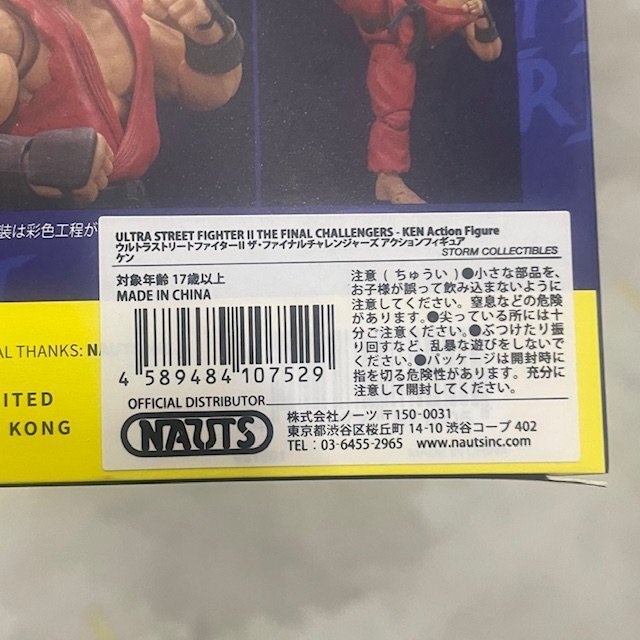 装は彩色工程が
ULTRA STREET FIGHTER II THE FINAL CHALLENGERS - KEN Action Figure
ウルトラストリートファイターII ザ・ファイナルチャレンジャーズ アクションフィギュア
ケン
STORM COLLECTIBLES
対象年齢 17歳以上
MADE IN CHINA
4 589484 107529
注意(ちゅうい)●小さな部品を、
お子様が誤って飲み込まないように
注意してください。窒息などの危険
があります。●尖っている所には十
分ご注意ください。●ぶつけたり振
り回すなど、乱暴な遊びをしないで
ください。●パッケージは開封時に
指を切る危険性があります。充分に
注意して開封してください。
OFFICIAL DISTRIBUTOR
NAUTS
株式会社ノーツ 〒150-0031
東京都渋谷区桜丘町 14-10 渋谷コープ 402
TEL : 03-6455-2965 www.nautsinc.com
AL THANKS: NA
ITED
KONG